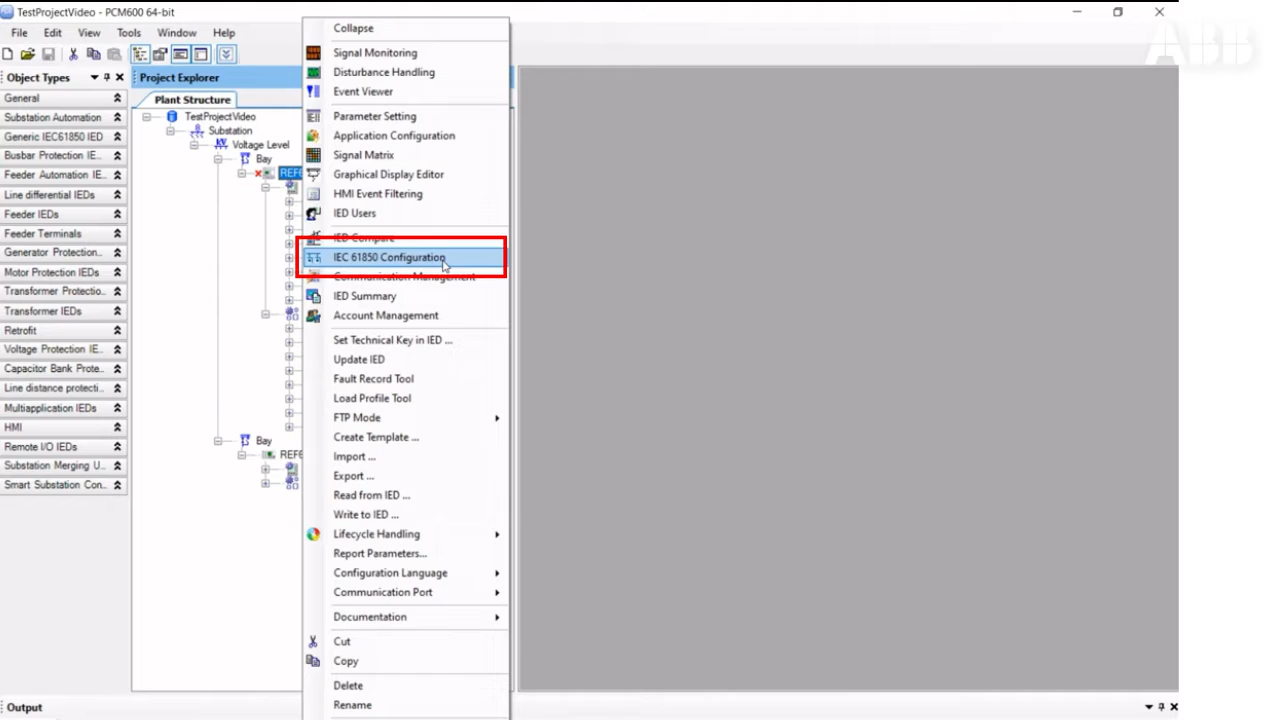 TestProjectVideo - PCM600 64-bit
File Edit View Tools Window Help
ABB
Object Types
General
Substation Automation
Generic IEC61850 IED
Busbar Protection IE..
Feeder Automation IE..
Line differential IEDs
Feeder IEDs
Feeder Terminals
Generator Protection..
Motor Protection IEDs
Transformer Protectio..
Transformer IEDs
Retrofit
Voltage Protection IE..
Capacitor Bank Prote..
Line distance protecti..
Multiapplication IEDs
HMI
Remote I/O IEDs
Substation Merging U..
Smart Substation Con..
Project Explorer
Plant Structure
TestProjectVideo
Substation
Voltage Level
Bay
REF
Bay
REF
Collapse
Signal Monitoring
Disturbance Handling
Event Viewer
Parameter Setting
Application Configuration
Signal Matrix
Graphical Display Editor
HMI Event Filtering
IED Users
IED Compare
IEC 61850 Configuration
Communication Management
IED Summary
Account Management
Set Technical Key in IED ...
Update IED
Fault Record Tool
Load Profile Tool
FTP Mode
Create Template ...
Import ...
Export ...
Read from IED ...
Write to IED ...
Lifecycle Handling
Report Parameters...
Configuration Language
Communication Port
Documentation
Cut
Copy
Delete
Rename
Output